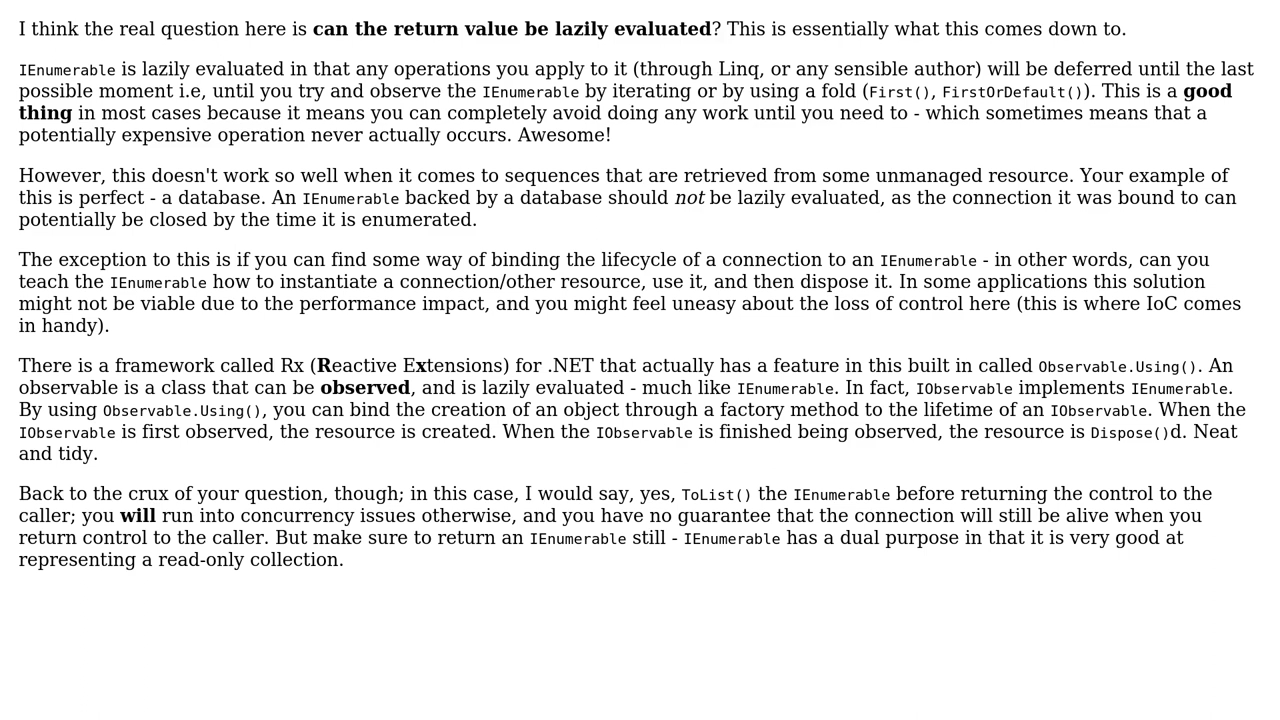 I think the real question here is can the return value be lazily evaluated? This is essentially what this comes down to.
IEnumerable is lazily evaluated in that any operations you apply to it (through Linq, or any sensible author) will be deferred until the last
possible moment i.e, until you try and observe the IEnumerable by iterating or by using a fold (First(), FirstOrDefault()). This is a good
thing in most cases because it means you can completely avoid doing any work until you need to - which sometimes means that a
potentially expensive operation never actually occurs. Awesome!
However, this doesn't work so well when it comes to sequences that are retrieved from some unmanaged resource. Your example of
this is perfect - a database. An IEnumerable backed by a database should not be lazily evaluated, as the connection it was bound to can
potentially be closed by the time it is enumerated.
The exception to this is if you can find some way of binding the lifecycle of a connection to an IEnumerable - in other words, can you
teach the IEnumerable how to instantiate a connection/other resource, use it, and then dispose it. In some applications this solution
might not be viable due to the performance impact, and you might feel uneasy about the loss of control here (this is where IoC comes
in handy).
There is a framework called Rx (Reactive Extensions) for .NET that actually has a feature in this built in called Observable.Using(). An
observable is a class that can be observed, and is lazily evaluated - much like IEnumerable. In fact, IObservable implements IEnumerable.
By using Observable.Using(), you can bind the creation of an object through a factory method to the lifetime of an IObservable. When the
IObservable is first observed, the resource is created. When the IObservable is finished being observed, the resource is Dispose()d. Neat
and tidy.
Back to the crux of your question, though; in this case, I would say, yes, ToList() the IEnumerable before returning the control to the
caller; you will run into concurrency issues otherwise, and you have no guarantee that the connection will still be alive when you
return control to the caller. But make sure to return an IEnumerable still - IEnumerable has a dual purpose in that it is very good at
representing a read-only collection.